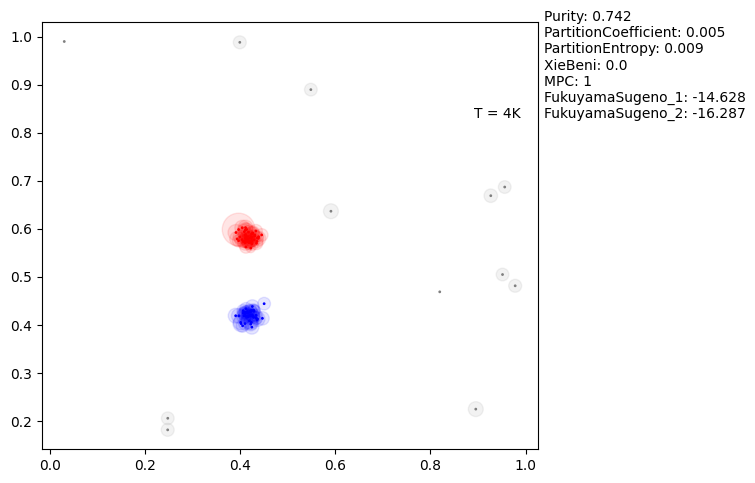 Purity: 0.742
PartitionCoefficient: 0.005
PartitionEntropy: 0.009
XieBeni: 0.0
MPC: 1
FukuyamaSugeno_1: -14.628
FukuyamaSugeno_2: -16.287
T = 4K
1.0
0.9
0.8
0.7
0.6
0.5
0.4
0.3
0.2
0.0 0.2 0.4 0.6 0.8 1.0